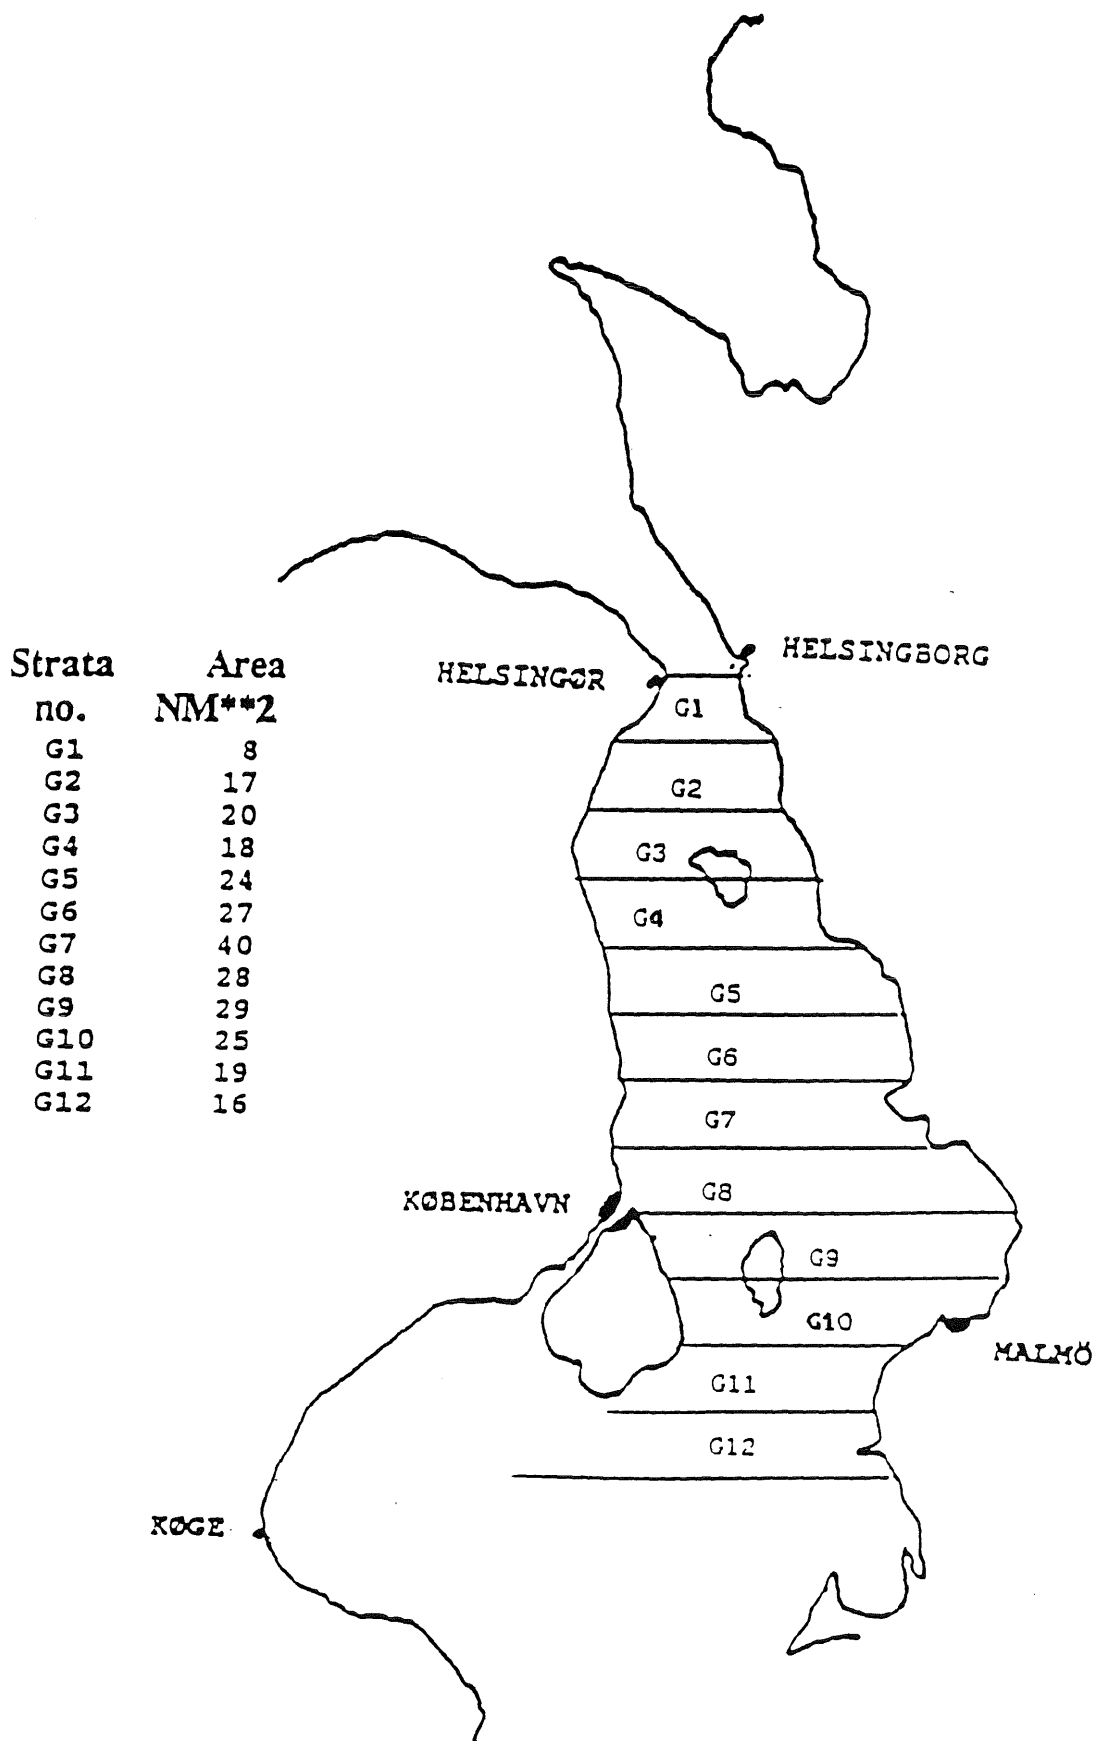 HELSINGBORG
HELSINGØR
Strata Area
no. NM**2
G1 8
G2 17
G3 20
G4 18
G5 24
G6 27
G7 40
G8 28
G9 29
G10 25
G11 19
G12 16
G1
G2
G3
G4
G5
G6
G7
KØBENHAVN
G8
G9
G10
MALMÖ
G11
G12
KØGE